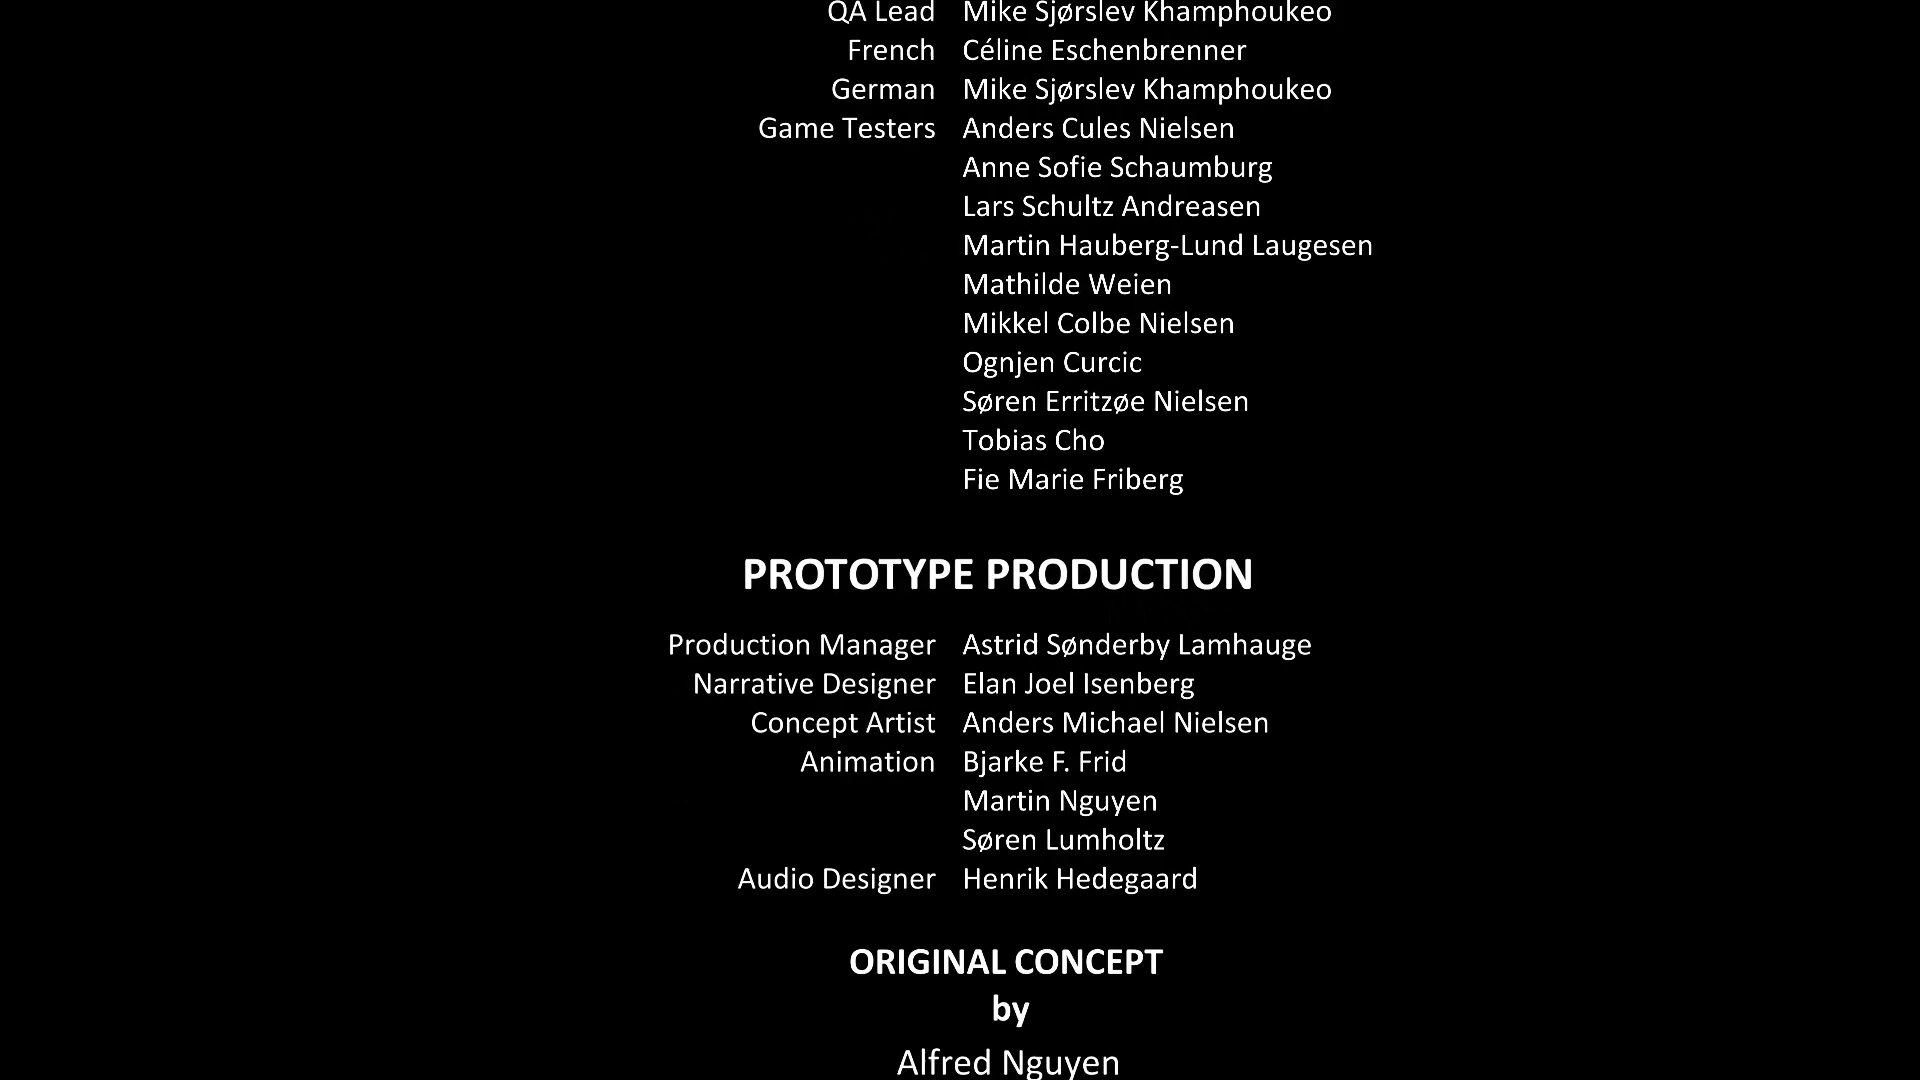 QA Lead Mike Sjørslev Khamphoukeo
French Céline Eschenbrenner
German Mike Sjørslev Khamphoukeo
Game Testers Anders Cules Nielsen
Anne Sofie Schaumburg
Lars Schultz Andreasen
Martin Hauberg-Lund Laugesen
Mathilde Weien
Mikkel Colbe Nielsen
Ognjen Curcic
Søren Erritzøe Nielsen
Tobias Cho
Fie Marie Friberg
PROTOTYPE PRODUCTION
Production Manager Astrid Sønderby Lamhauge
Narrative Designer Elan Joel Isenberg
Concept Artist Anders Michael Nielsen
Animation Bjarke F. Frid
Martin Nguyen
Søren Lumholtz
Audio Designer Henrik Hedegaard
ORIGINAL CONCEPT
by
Alfred Nguyen